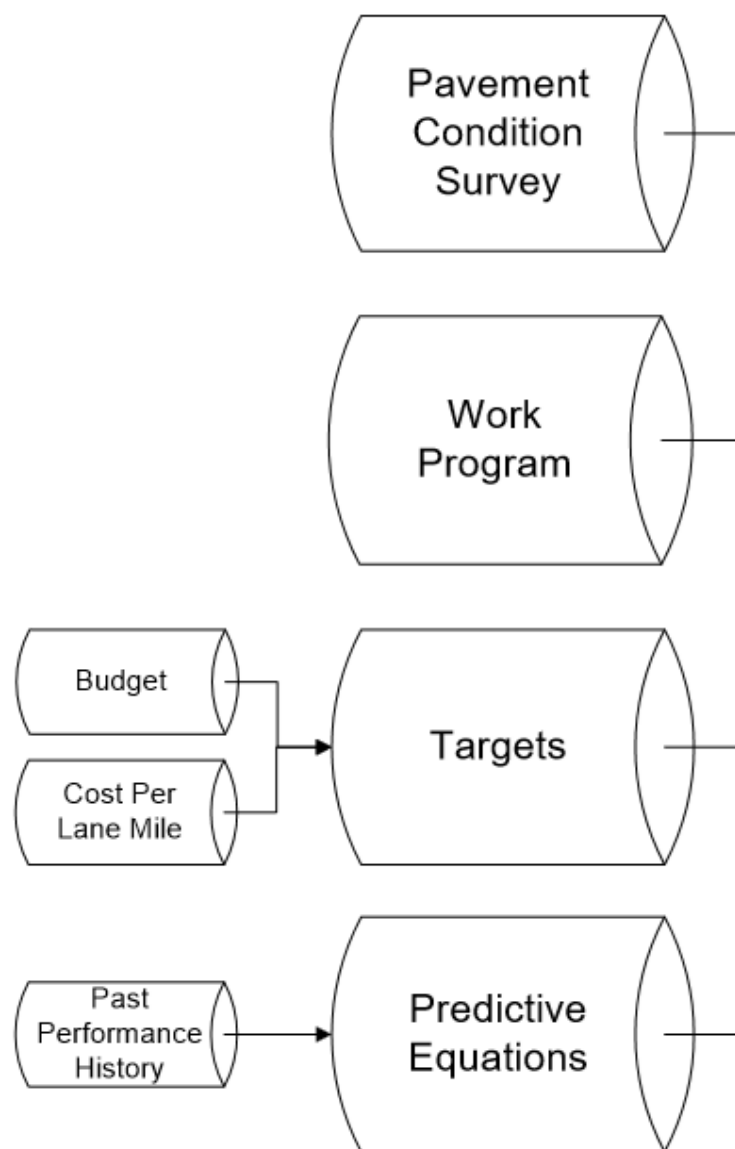 Pavement
Condition
Survey
Work
Program
Budget
Cost Per
Lane Mile
Targets
Past
Performance
History
Predictive
Equations